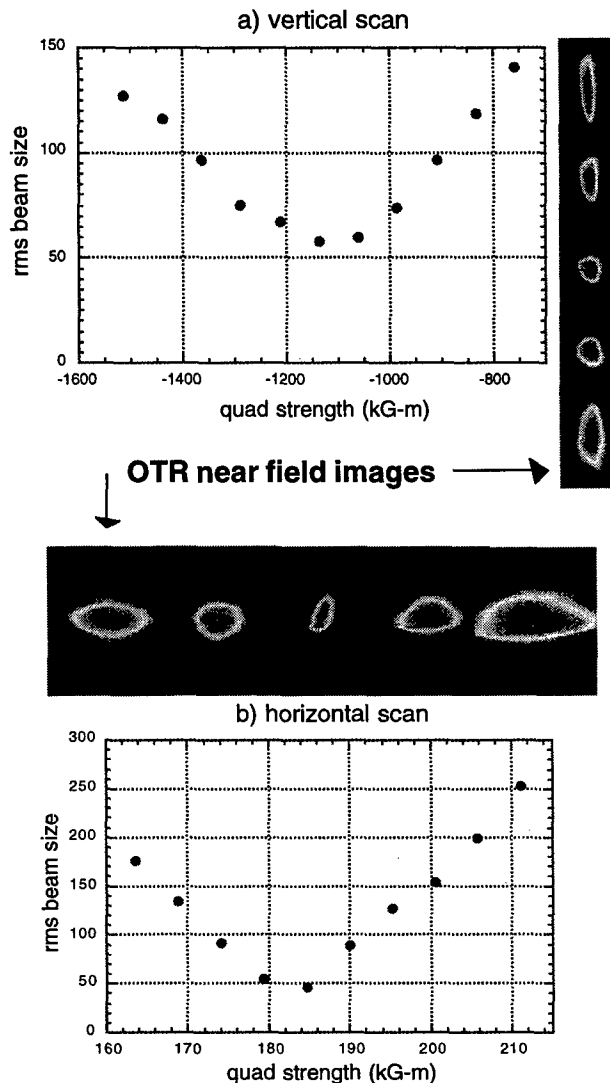 a) vertical scan
150
100
50
0
rms beam size
-1600 -1400 -1200 -1000 -800
quad strength (kG-m)
OTR near field images
b) horizontal scan
300
250
200
150
100
50
0
rms beam size
160 170 180 190 200 210
quad strength (kG-m)